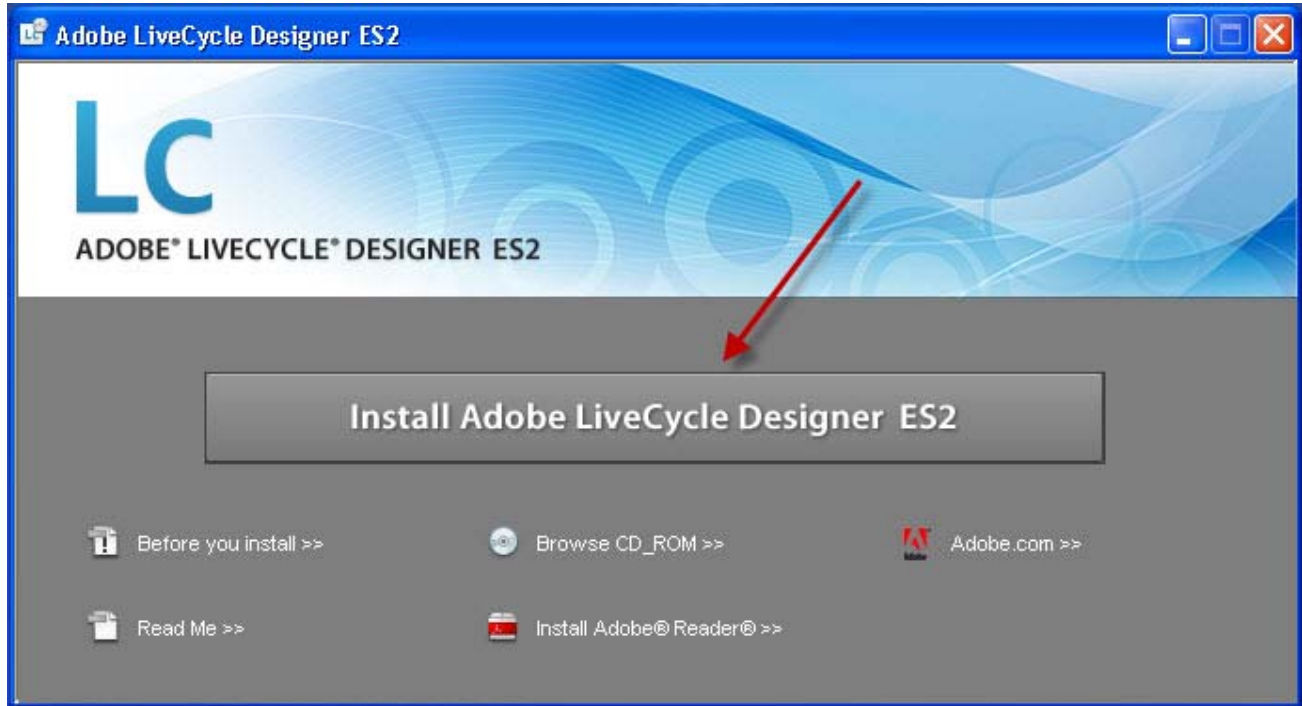 Adobe LiveCycle Designer ES2
Lc
ADOBE® LIVECYCLE® DESIGNER ES2
Install Adobe LiveCycle Designer ES2
Before you install >>
Browse CD_ROM >>
Adobe.com >>
Read Me >>
Install Adobe® Reader® >>